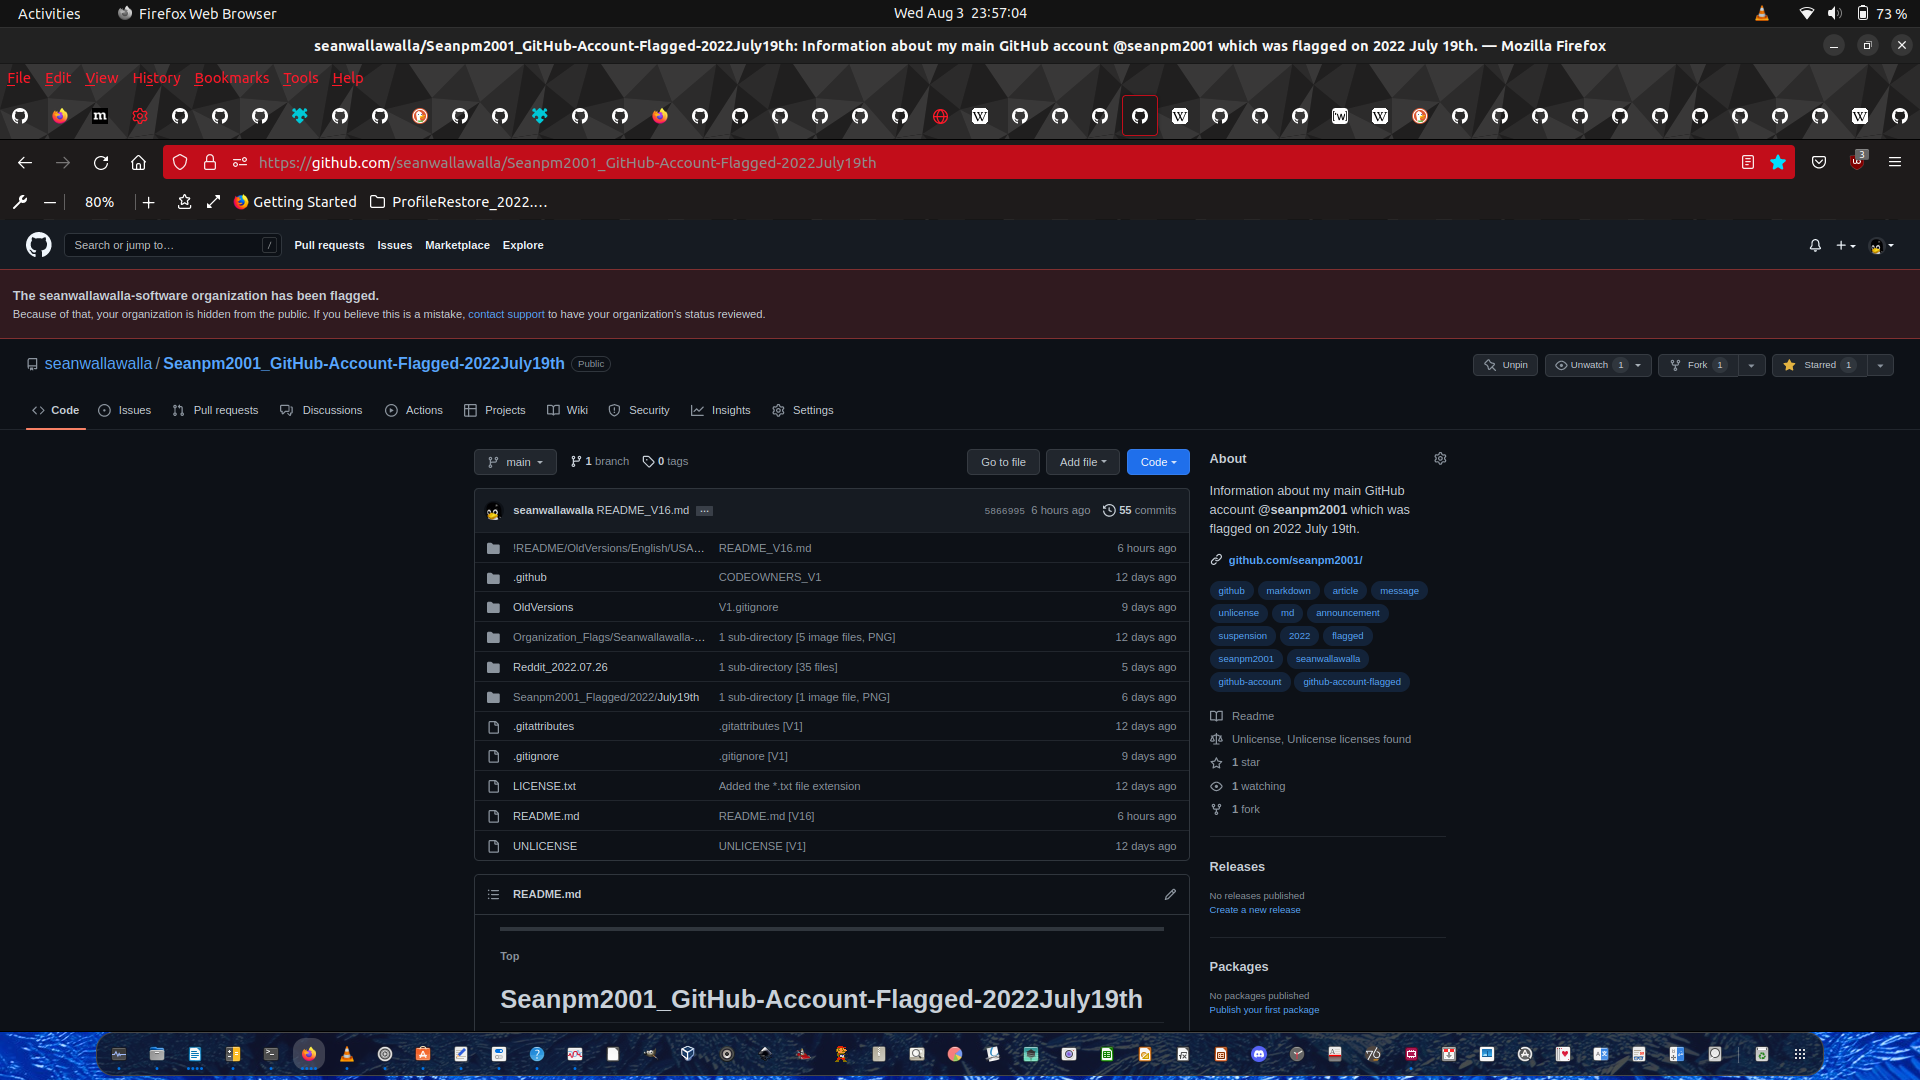 Activities
Firefox Web Browser
Wed Aug 3 23:57:04
73 %
seanwallawalla/Seanpm2001_GitHub-Account-Flagged-2022July19th: Information about my main GitHub account @seanpm2001 which was flagged on 2022 July 19th. — Mozilla Firefox
File Edit View History Bookmarks Tools Help
https://github.com/seanwallawalla/Seanpm2001_GitHub-Account-Flagged-2022July19th
3
80%
Getting Started
ProfileRestore_2022....
Search or jump to...
/
Pull requests Issues Marketplace Explore
The seanwallawalla-software organization has been flagged.
Because of that, your organization is hidden from the public. If you believe this is a mistake, contact support to have your organization's status reviewed.
seanwallawalla / Seanpm2001_GitHub-Account-Flagged-2022July19th Public
Unpin
Unwatch 1
Fork 1
Starred 1
Code Issues Pull requests Discussions Actions Projects Wiki Security Insights Settings
main
1 branch
0 tags
Go to file
Add file
Code
seanwallawalla README_V16.md ...
5866995 6 hours ago
55 commits
!README/OldVersions/English/USA... README_V16.md 6 hours ago
.github CODEOWNERS_V1 12 days ago
OldVersions V1.gitignore 9 days ago
Organization_Flags/Seanwallawalla-... 1 sub-directory [5 image files, PNG] 12 days ago
Reddit_2022.07.26 1 sub-directory [35 files] 5 days ago
Seanpm2001_Flagged/2022/July19th 1 sub-directory [1 image file, PNG] 6 days ago
.gitattributes .gitattributes [V1] 12 days ago
.gitignore .gitignore [V1] 9 days ago
LICENSE.txt Added the *.txt file extension 12 days ago
README.md README.md [V16] 6 hours ago
UNLICENSE UNLICENSE [V1] 12 days ago
README.md
Top
Seanpm2001_GitHub-Account-Flagged-2022July19th
About
Information about my main GitHub
account @seanpm2001 which was
flagged on 2022 July 19th.
github.com/seanpm2001/
github markdown article message
unlicense md announcement
suspension 2022 flagged
seanpm2001 seanwallawalla
github-account github-account-flagged
Readme
Unlicense, Unlicense licenses found
1 star
1 watching
1 fork
Releases
No releases published
Create a new release
Packages
No packages published
Publish your first package